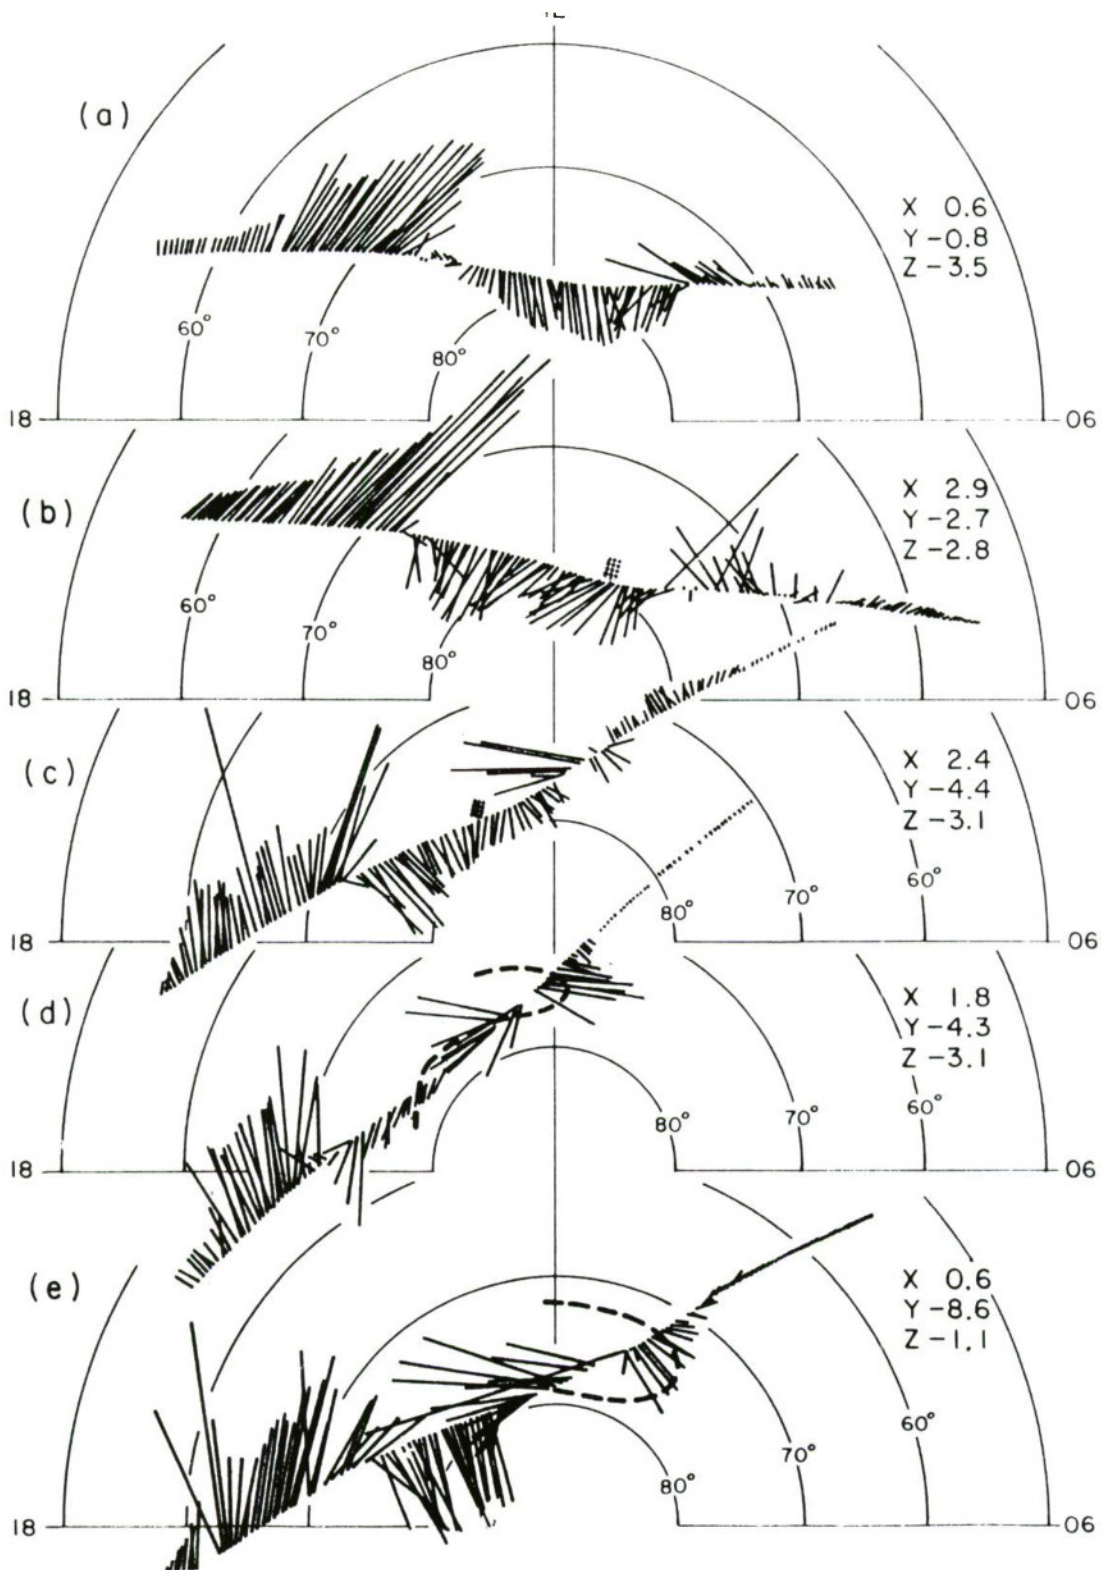 (a)
X 0.6
Y -0.8
Z -3.5
60° 70° 80°
18 06
(b)
X 2.9
Y -2.7
Z -2.8
60° 70° 80°
18 06
(c)
X 2.4
Y -4.4
Z -3.1
80° 70° 60°
18 06
(d)
X 1.8
Y -4.3
Z -3.1
80° 70° 60°
18 06
(e)
X 0.6
Y -8.6
Z -1.1
80° 70° 60°
18 06